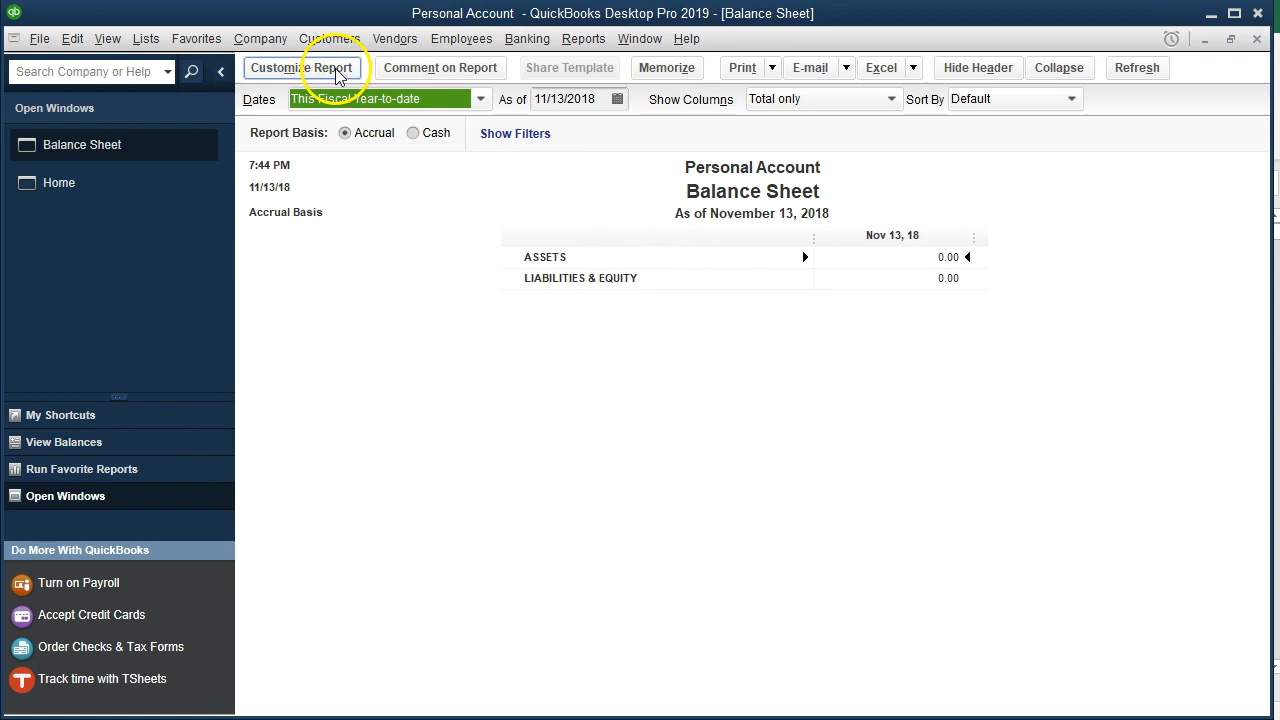 Personal Account - QuickBooks Desktop Pro 2019 - [Balance Sheet]
File Edit View Lists Favorites Company Customers Vendors Employees Banking Reports Window Help
Search Company or Help
Customize Report Comment on Report Share Template Memorize Print E-mail Excel Hide Header Collapse Refresh
Open Windows
Dates This Fiscal Year-to-date As of 11/13/2018 Show Columns Total only Sort By Default
Report Basis: Accrual Cash Show Filters
Balance Sheet
Home
7:44 PM
11/13/18
Accrual Basis
Personal Account
Balance Sheet
As of November 13, 2018
Nov 13, 18
ASSETS 0.00
LIABILITIES & EQUITY 0.00
My Shortcuts
View Balances
Run Favorite Reports
Open Windows
Do More With QuickBooks
Turn on Payroll
Accept Credit Cards
Order Checks & Tax Forms
Track time with TSheets